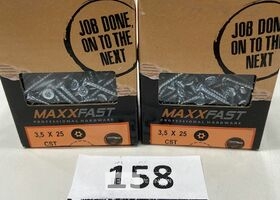 JOB DONE,
ON TO THE
NEXT
JOB DONE,
ON TO THE
NEXT
MAXXFAST
PROFESSIONAL HARDWARE
3,5 X 25
CST
MAXXFAST
PROFESSIONAL HARDWARE
3,5 X 25
CST
158